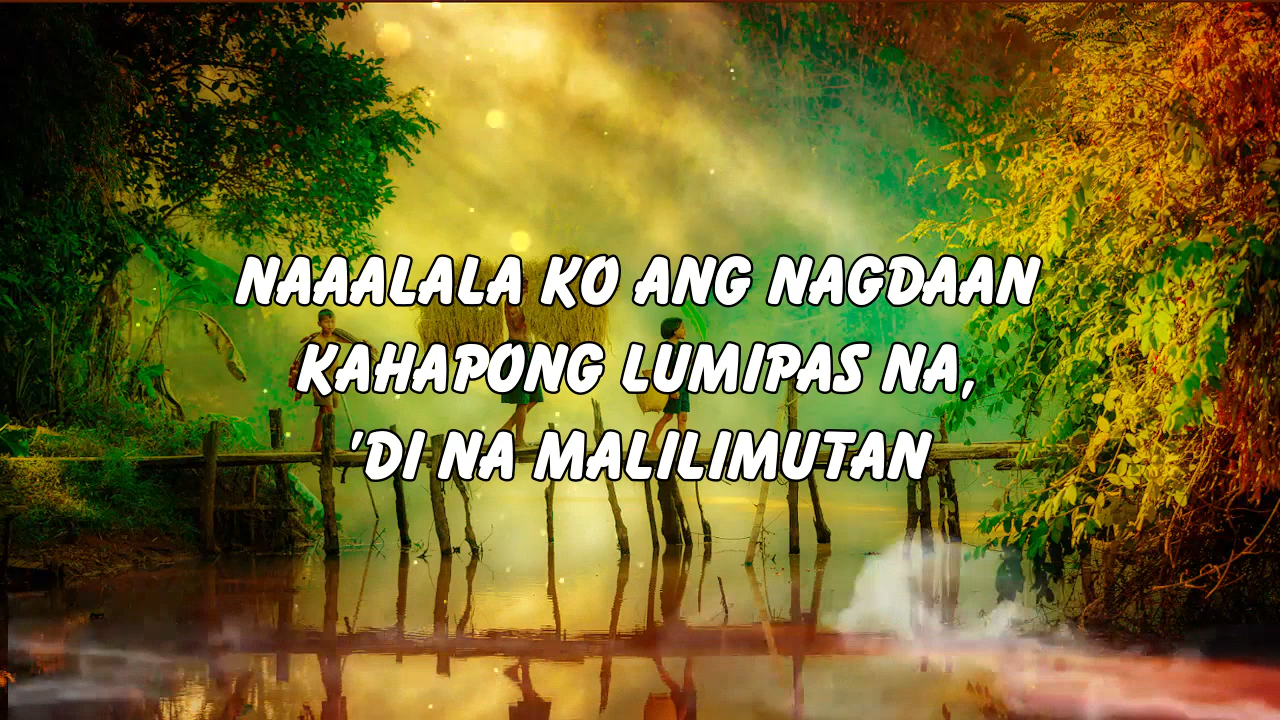 NAAALALA KO ANG NAGDAAN
KAHAPONG LUMIPAS NA,
'DI NA MALILIMUTAN